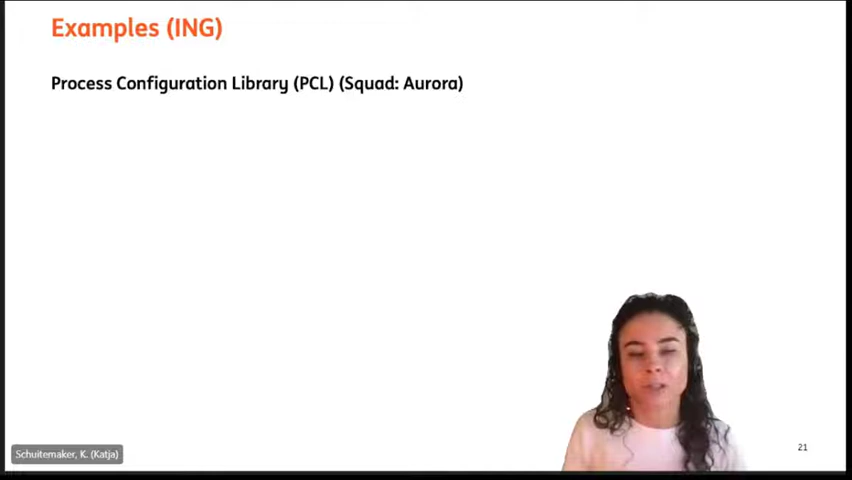 Examples (ING)
Process Configuration Library (PCL) (Squad: Aurora)
Schuitemaker, K. (Katja)
21